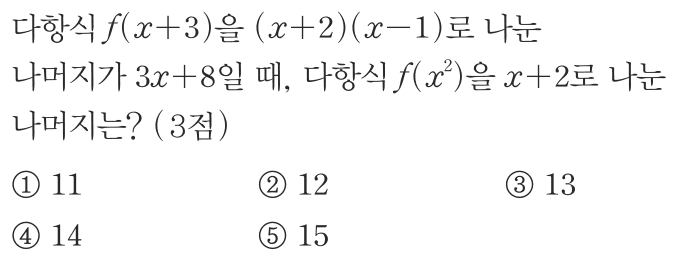 다항식 f(x+3)을 (x+2)(x−1)로 나눈
나머지가 3x+8일 때, 다항식 f(x²)을 x+2로 나눈
나머지는? (3점)
① 11 ② 12 ③ 13
④ 14 ⑤ 15